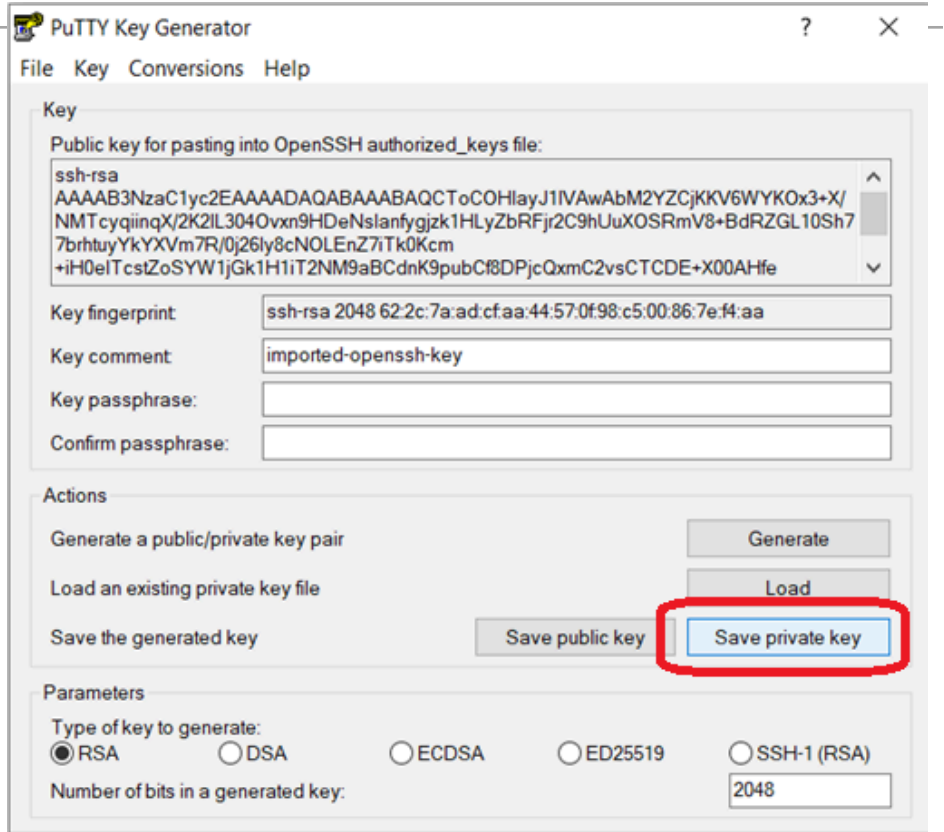 PuTTY Key Generator
?
File Key Conversions Help
Key
Public key for pasting into OpenSSH authorized_keys file:
ssh-rsa
AAAAB3NzaC1yc2EAAAADAQABAAABAQCToCOHIayJ1IVAwAbM2YZCjKKV6WYKOx3+X/
NMTcyqiinqX/2K2IL304Ovxn9HDeNslanfygjzk1HLyZbRFjr2C9hUuXOSRmV8+BdRZGL10Sh7
7brhtuyYkYXVm7R/0j26ly8cNOLEnZ7iTk0Kcm
+iH0eITcstZoSYW1jGk1H1iT2NM9aBCdnK9pubCf8DPjcQxmC2vsCTCDE+X00AHfe
Key fingerprint:
ssh-rsa 2048 62:2c:7a:ad:cf:aa:44:57:0f:98:c5:00:86:7e:f4:aa
Key comment:
imported-openssh-key
Key passphrase:
Confirm passphrase:
Actions
Generate a public/private key pair
Generate
Load an existing private key file
Load
Save the generated key
Save public key
Save private key
Parameters
Type of key to generate:
RSA DSA ECDSA ED25519 SSH-1 (RSA)
Number of bits in a generated key:
2048